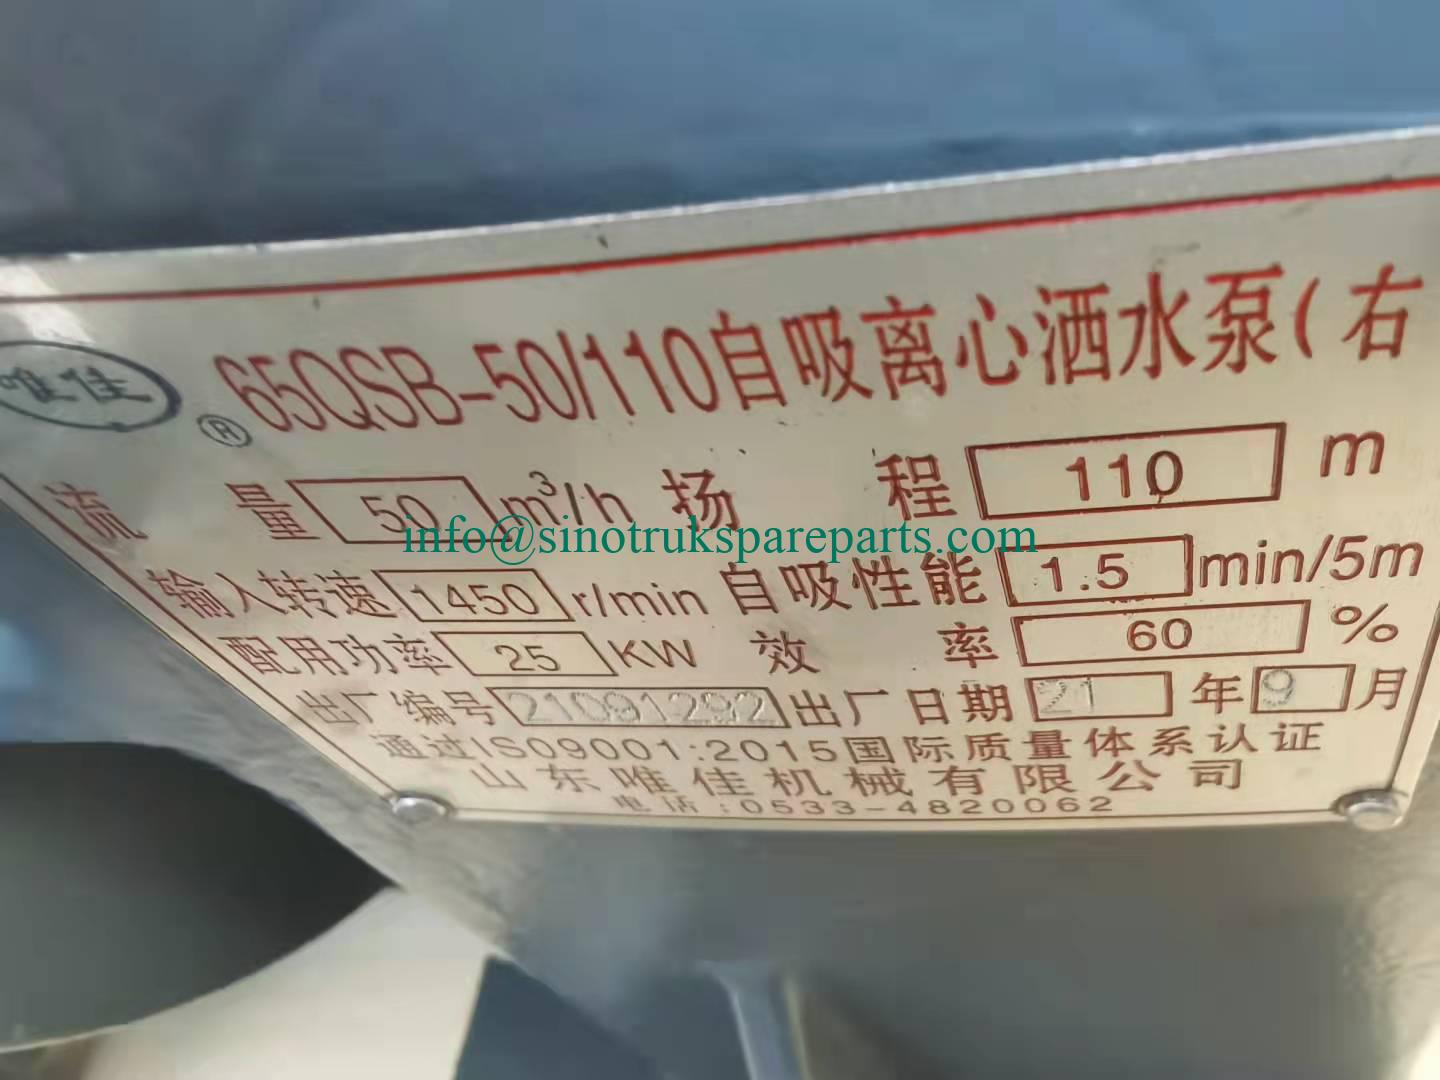 唯佳 ® 65QSB-50/110自吸离心洒水泵(右
流 量 50 m³/h 扬 程 110 m
info@sinotrukspareparts.com
输入转速 1450 r/min 自吸性能 1.5 min/5m
配用功率 25 KW 效 率 60 %
出厂编号 21091292 出厂日期 21 年 9 月
通过ISO9001:2015国际质量体系认证
山东唯佳机械有限公司
电话:0533-4820062